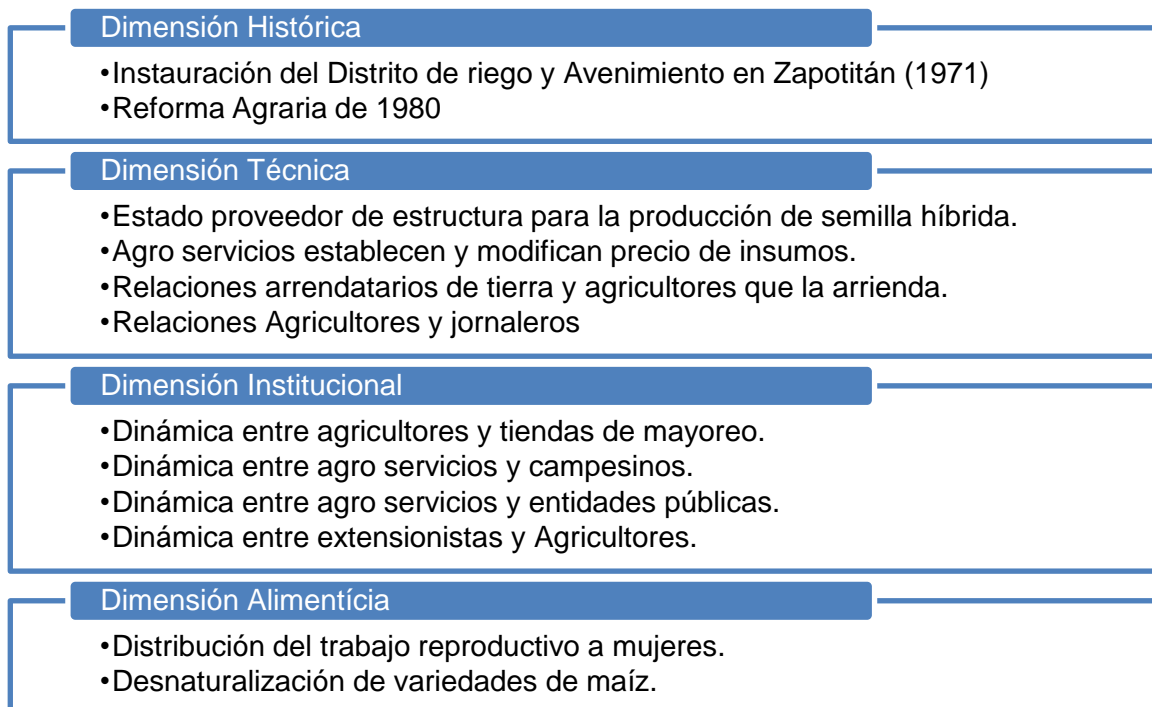 Dimensión Histórica
•Instauración del Distrito de riego y Avenimiento en Zapotitán (1971)
•Reforma Agraria de 1980
Dimensión Técnica
•Estado proveedor de estructura para la producción de semilla híbrida.
•Agro servicios establecen y modifican precio de insumos.
•Relaciones arrendatarios de tierra y agricultores que la arrienda.
•Relaciones Agricultores y jornaleros
Dimensión Institucional
•Dinámica entre agricultores y tiendas de mayoreo.
•Dinámica entre agro servicios y campesinos.
•Dinámica entre agro servicios y entidades públicas.
•Dinámica entre extensionistas y Agricultores.
Dimensión Alimentícia
•Distribución del trabajo reproductivo a mujeres.
•Desnaturalización de variedades de maíz.